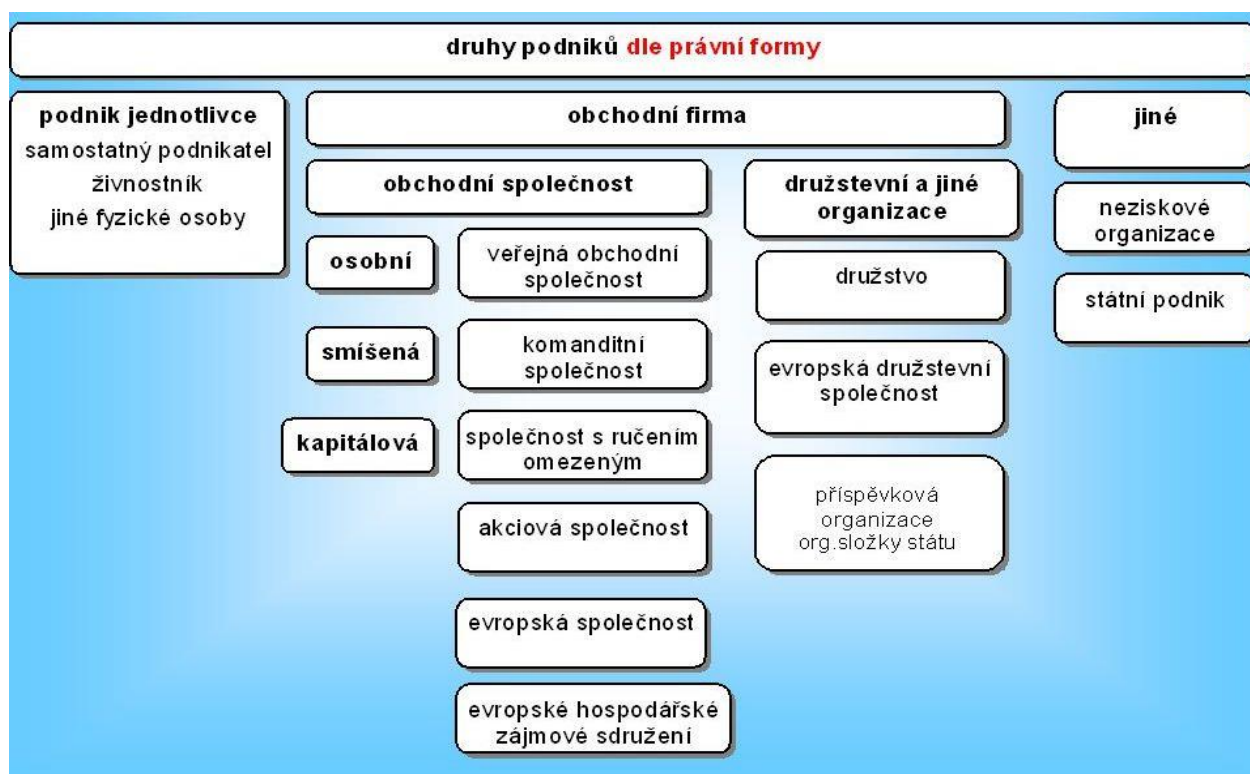 druhy podniků dle právní formy
podnik jednotlivce
samostatný podnikatel
živnostník
jiné fyzické osoby
obchodní firma
obchodní společnost
osobní
veřejná obchodní
společnost
smíšená
komanditní
společnost
kapitálová
společnost s ručením
omezeným
akciová společnost
evropská společnost
evropské hospodářské
zájmové sdružení
družstevní a jiné
organizace
družstvo
evropská družstevní
společnost
příspěvková
organizace
org.složky státu
jiné
neziskové
organizace
státní podnik